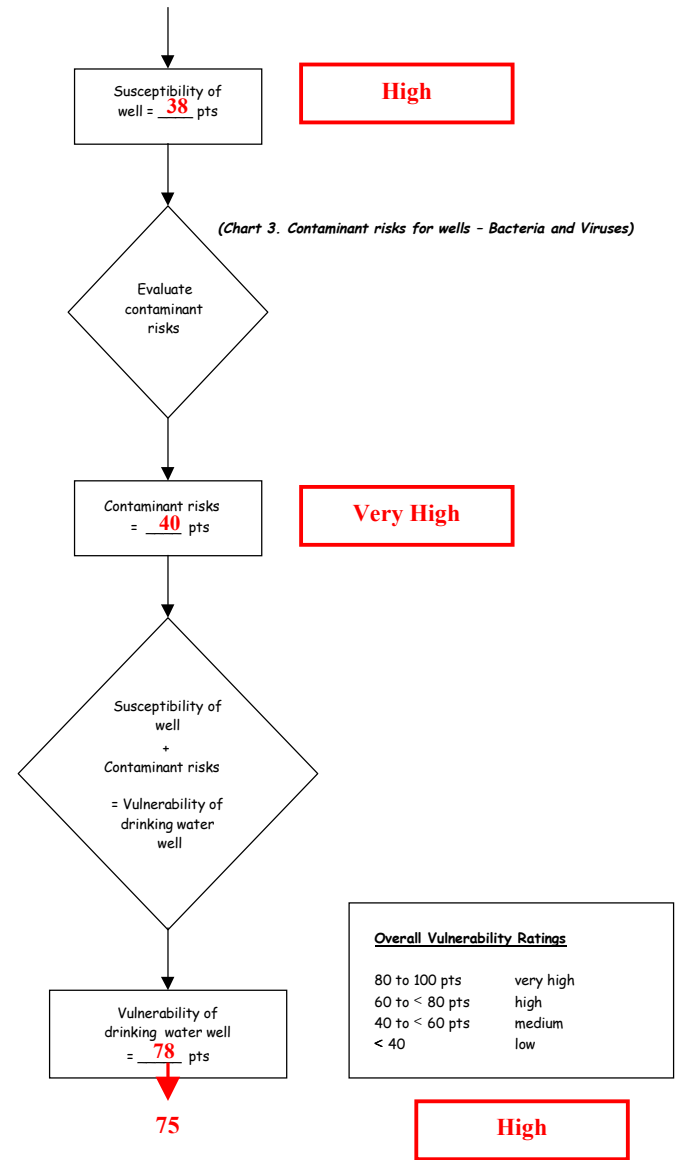 Susceptibility of
well = 38 pts
High
(Chart 3. Contaminant risks for wells – Bacteria and Viruses)
Evaluate
contaminant
risks
Contaminant risks
= 40 pts
Very High
Susceptibility of
well
+
Contaminant risks
= Vulnerability of
drinking water
well
Overall Vulnerability Ratings
80 to 100 pts very high
60 to < 80 pts high
40 to < 60 pts medium
< 40 low
Vulnerability of
drinking water well
= 78 pts
75
High